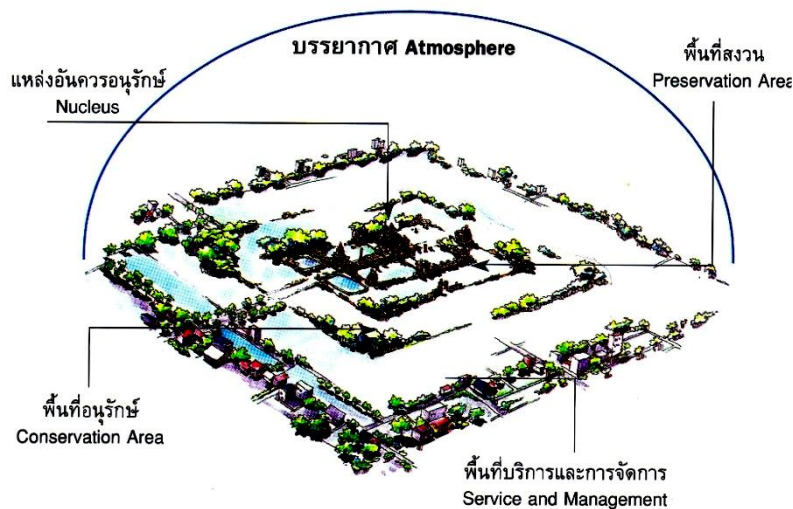 บรรยากาศ Atmosphere
แหล่งอันควรอนุรักษ์
Nucleus
พื้นที่สงวน
Preservation Area
พื้นที่อนุรักษ์
Conservation Area
พื้นที่บริการและการจัดการ
Service and Management